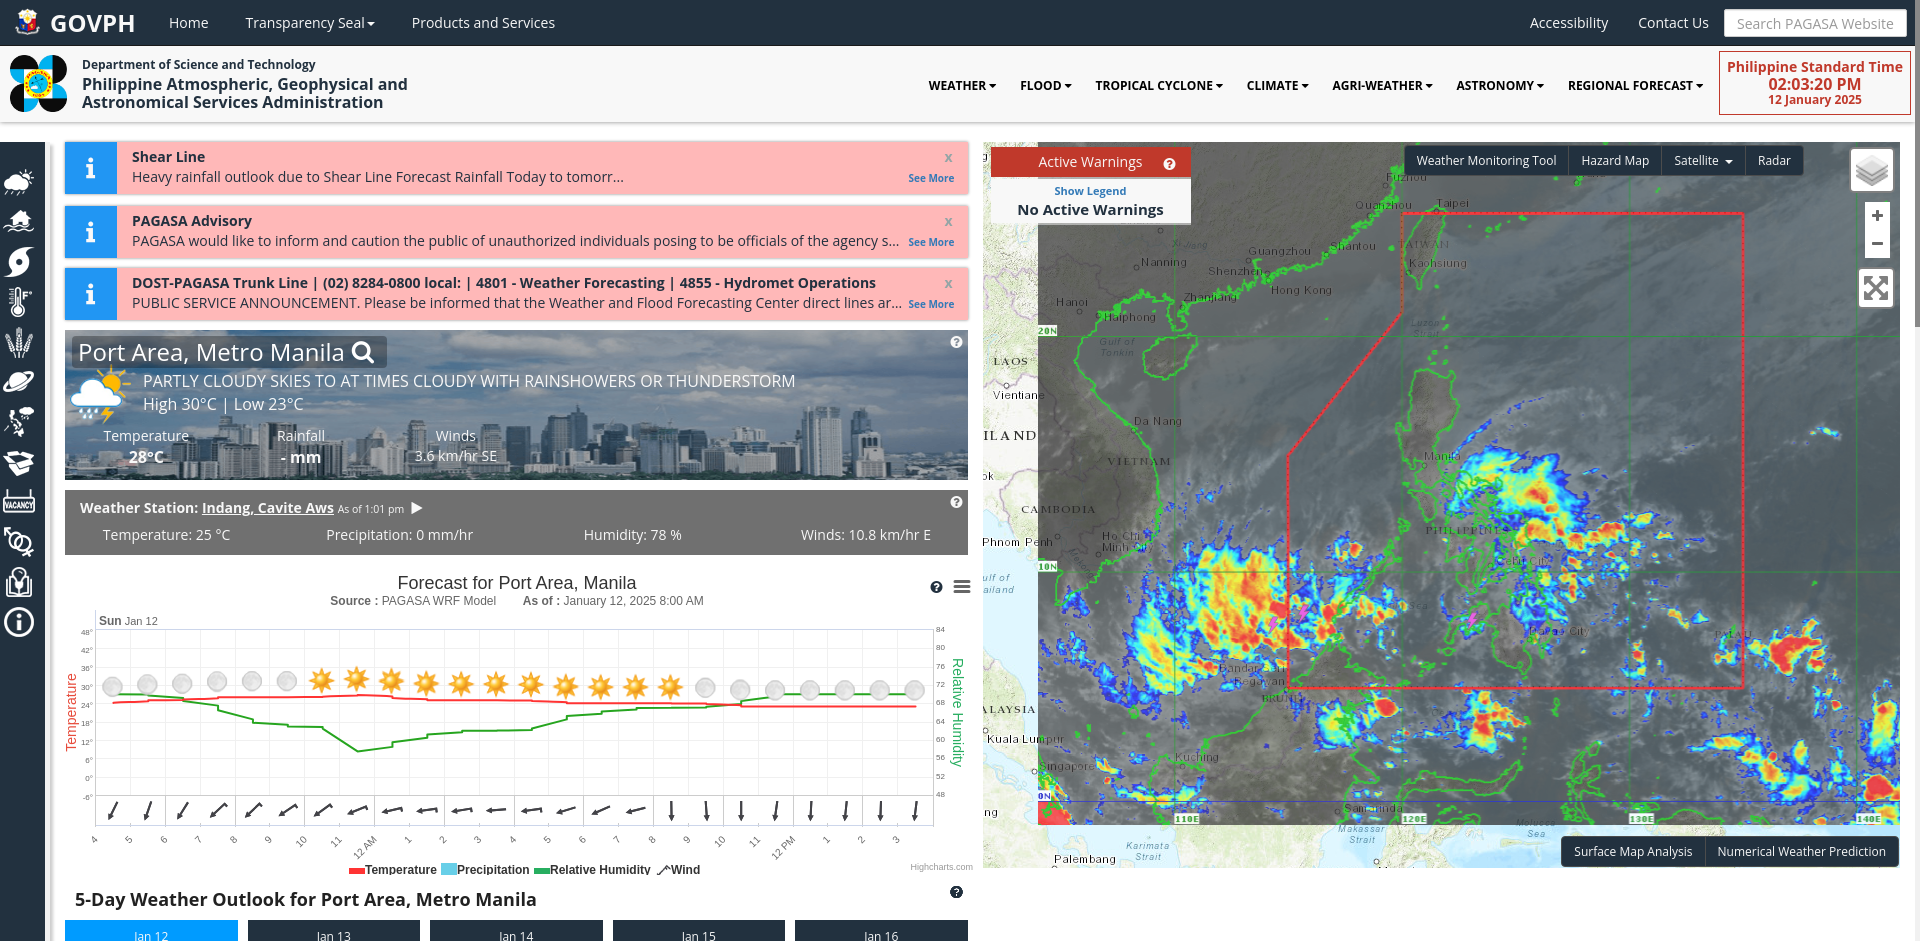 GOVPH
Home
Transparency Seal
Products and Services
Accessibility
Contact Us
Search PAGASA Website
Department of Science and Technology
Philippine Atmospheric, Geophysical and
Astronomical Services Administration
WEATHER
FLOOD
TROPICAL CYCLONE
CLIMATE
AGRI-WEATHER
ASTRONOMY
REGIONAL FORECAST
Philippine Standard Time
02:03:20 PM
12 January 2025
VACANCY
Shear Line
x
Heavy rainfall outlook due to Shear Line Forecast Rainfall Today to tomorr...
See More
PAGASA Advisory
x
PAGASA would like to inform and caution the public of unauthorized individuals posing to be officials of the agency s...
See More
DOST-PAGASA Trunk Line | (02) 8284-0800 local: | 4801 - Weather Forecasting | 4855 - Hydromet Operations
x
PUBLIC SERVICE ANNOUNCEMENT. Please be informed that the Weather and Flood Forecasting Center direct lines ar...
See More
Port Area, Metro Manila
PARTLY CLOUDY SKIES TO AT TIMES CLOUDY WITH RAINSHOWERS OR THUNDERSTORM
High 30°C | Low 23°C
Temperature
Rainfall
Winds
28°C
- mm
3.6 km/hr SE
Weather Station: Indang, Cavite Aws As of 1:01 pm
Temperature: 25 °C
Precipitation: 0 mm/hr
Humidity: 78 %
Winds: 10.8 km/hr E
Forecast for Port Area, Manila
Source : PAGASA WRF Model
As of : January 12, 2025 8:00 AM
Sun Jan 12
Temperature
48°
42°
36°
30°
24°
18°
12°
6°
0°
-6°
84
80
76
72
68
64
60
56
52
48
Relative Humidity
4
5
6
7
8
9
10
11
12 AM
1
2
3
4
5
6
7
8
9
10
11
12 PM
1
2
3
Temperature
Precipitation
Relative Humidity
Wind
Highcharts.com
5-Day Weather Outlook for Port Area, Metro Manila
Jan 12
Jan 13
Jan 14
Jan 15
Jan 16
Active Warnings
Show Legend
No Active Warnings
Weather Monitoring Tool
Hazard Map
Satellite
Radar
+
−
Fuzhou
Quanzhou
Taipei
TAIWAN
Kaohsiung
Shantou
Guangzhou
Shenzhen
Hong Kong
Nanning
Zhanjiang
Hanoi
Haiphong
20N
Luzon
Strait
Gulf of
Tonkin
LAOS
Vientiane
Da Nang
ILAND
VIETNAM
Manila
ok
CAMBODIA
PHILIPPINES
Phnom Penh
Ho Chi
Minh City
Cebu City
10N
ulf of
ailand
Davao City
PALAU
Bandar Seri
Begawan
BRUNEI
ALAYSIA
Kuala Lumpur
Kuching
Singapore
0N
ng
Samarinda
110E
120E
130E
140E
Makassar
Strait
Molucca
Sea
Karimata
Strait
Palembang
Surface Map Analysis
Numerical Weather Prediction